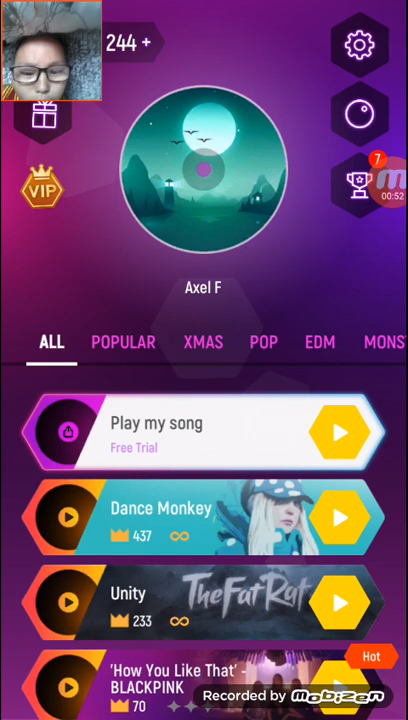 244 +
VIP
7
00:52
Axel F
ALL POPULAR XMAS POP EDM MONS
Play my song
Free Trial
Dance Monkey
437 ∞
Unity
TheFatRat
233 ∞
Hot
'How You Like That' -
BLACKPINK
70
Recorded by Mobizen